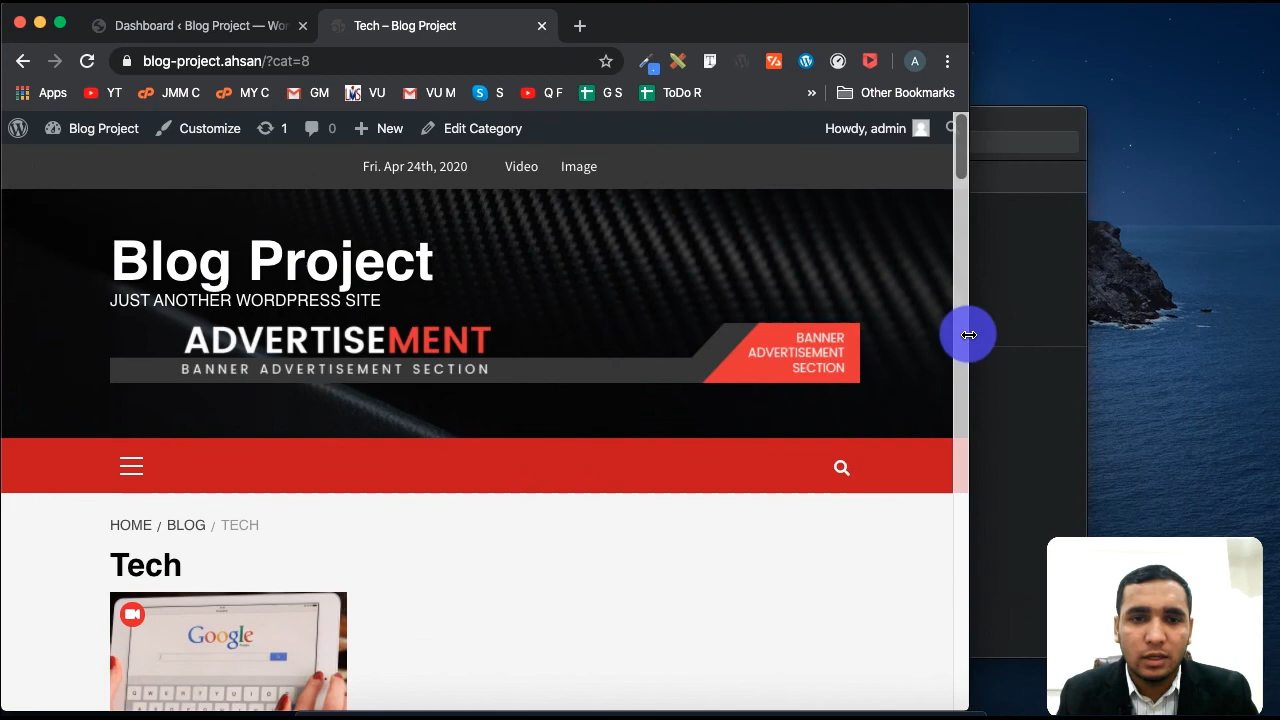 Dashboard ‹ Blog Project — Wor
Tech – Blog Project
blog-project.ahsan/?cat=8
A
Apps YT JMM C MY C GM VU VU M S Q F G S ToDo R » Other Bookmarks
Blog Project Customize 1 0 New Edit Category Howdy, admin
Fri. Apr 24th, 2020 Video Image
Blog Project
JUST ANOTHER WORDPRESS SITE
ADVERTISEMENT
BANNER ADVERTISEMENT SECTION
BANNER
ADVERTISEMENT
SECTION
HOME / BLOG / TECH
Tech
Google